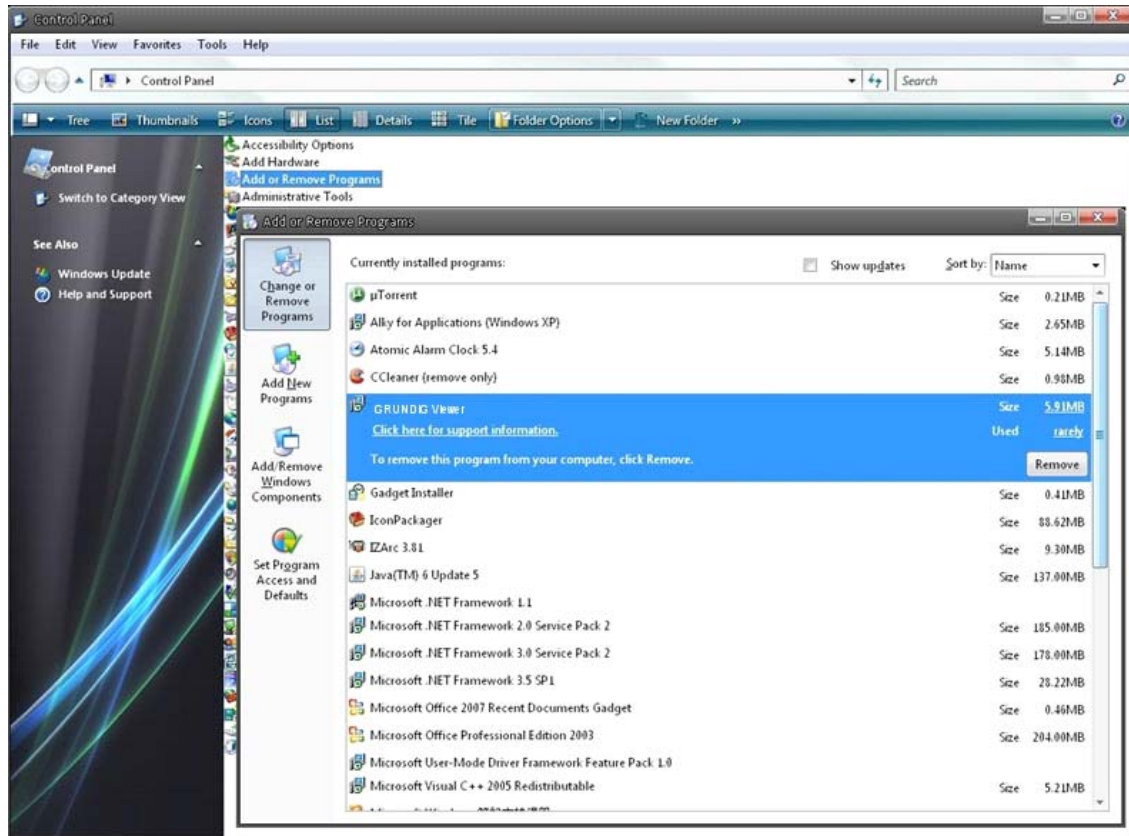 Control Panel
File Edit View Favorites Tools Help
Control Panel
Search
Tree Thumbnails Icons List Details Tile Folder Options New Folder »
Control Panel
Switch to Category View
See Also
Windows Update
Help and Support
Accessibility Options
Add Hardware
Add or Remove Programs
Administrative Tools
Add or Remove Programs
Change or Remove Programs
Add New Programs
Add/Remove Windows Components
Set Program Access and Defaults
Currently installed programs:
Show updates
Sort by: Name
µTorrent Size 0.21MB
Alky for Applications (Windows XP) Size 2.65MB
Atomic Alarm Clock 5.4 Size 5.14MB
CCleaner (remove only) Size 0.98MB
GRUNDIG Viewer Size 5.91MB
Click here for support information. Used rarely
To remove this program from your computer, click Remove. Remove
Gadget Installer Size 0.41MB
IconPackager Size 88.62MB
IZArc 3.81 Size 9.30MB
Java(TM) 6 Update 5 Size 137.00MB
Microsoft .NET Framework 1.1
Microsoft .NET Framework 2.0 Service Pack 2 Size 185.00MB
Microsoft .NET Framework 3.0 Service Pack 2 Size 178.00MB
Microsoft .NET Framework 3.5 SP1 Size 28.22MB
Microsoft Office 2007 Recent Documents Gadget Size 0.46MB
Microsoft Office Professional Edition 2003 Size 204.00MB
Microsoft User-Mode Driver Framework Feature Pack 1.0
Microsoft Visual C++ 2005 Redistributable Size 5.21MB